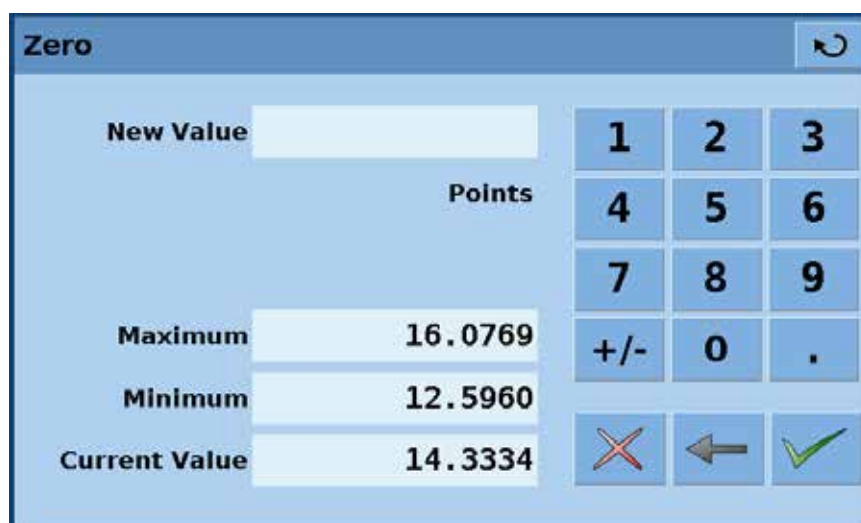 Zero
New Value
Points
Maximum 16.0769
Minimum 12.5960
Current Value 14.3334
1 2 3
4 5 6
7 8 9
+/- 0 .